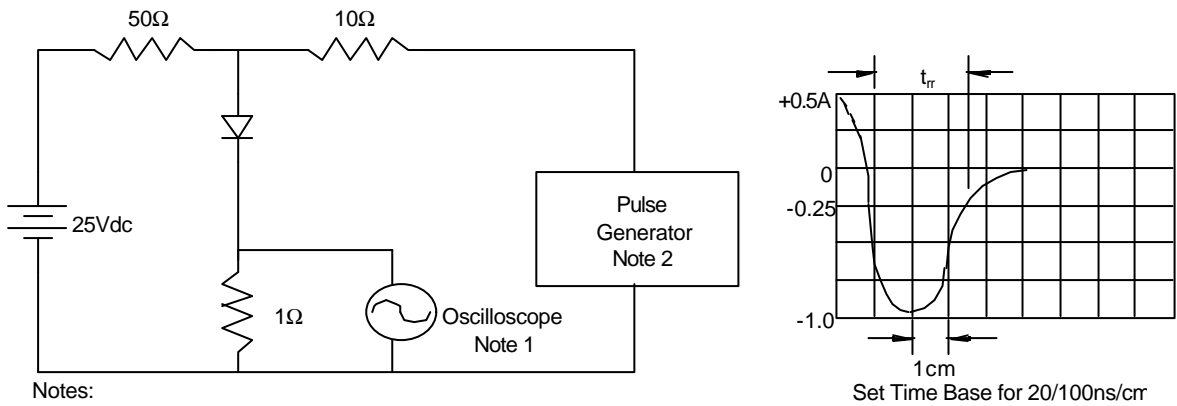 50Ω
10Ω
25Vdc
Pulse
Generator
Note 2
1Ω
Oscilloscope
Note 1
Notes:
trr
+0.5A
0
-0.25
-1.0
1cm
Set Time Base for 20/100ns/cm